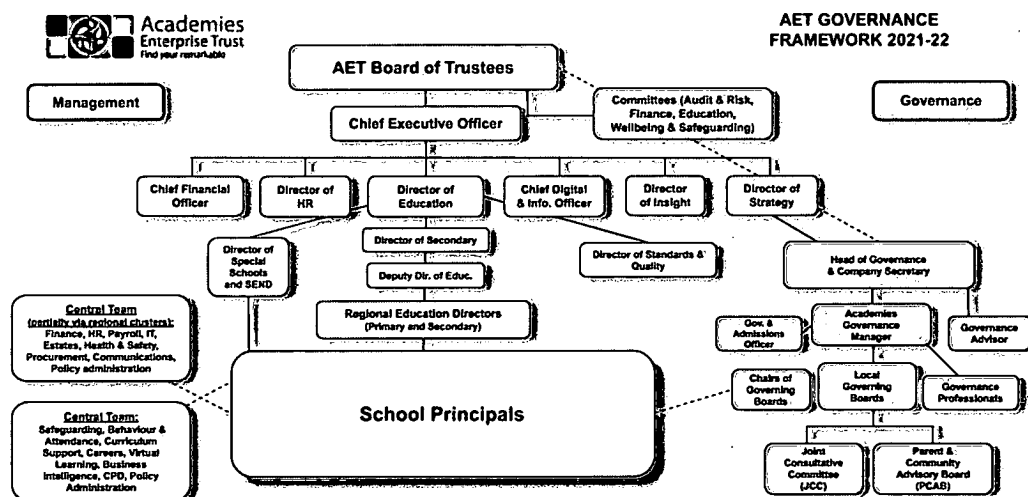 Academies
Enterprise Trust
Find your remarkable
AET GOVERNANCE
FRAMEWORK 2021-22
AET Board of Trustees
Management
Chief Executive Officer
Committees (Audit & Risk,
Finance, Education,
Wellbeing & Safeguarding)
Governance
Chief Financial
Officer
Director of
HR
Director of
Education
Chief Digital
& Info. Officer
Director
of Insight
Director of
Strategy
Director of
Special
Schools
and SEND
Director of Secondary
Deputy Dir. of Educ.
Director of Standards &
Quality
Head of Governance
& Company Secretary
Central Team
(partially via regional clusters):
Finance, HR, Payroll, IT,
Estates, Health & Safety,
Procurement, Communications,
Policy administration
Regional Education Directors
(Primary and Secondary)
Gov. &
Admissions
Officer
Academies
Governance
Manager
Governance
Advisor
School Principals
Chairs of
Governing
Boards
Local
Governing
Boards
Governance
Professionals
Central Team:
Safeguarding, Behaviour &
Attendance, Curriculum
Support, Careers, Virtual
Learning, Business
Intelligence, CPD, Policy
Administration
Joint
Consultative
Committee
(JCC)
Parent &
Community
Advisory Board
(PCAB)